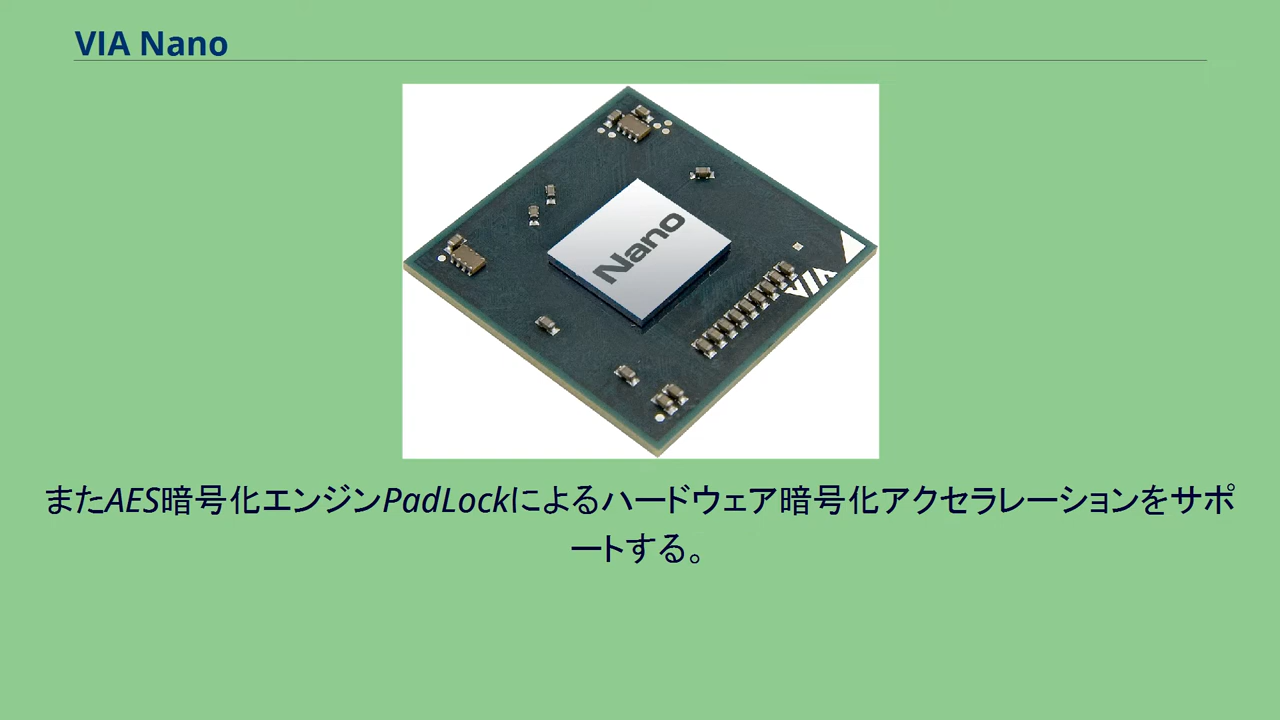 VIA Nano
Nano
VIA
またAES暗号化エンジンPadLockによるハードウェア暗号化アクセラレーションをサポ
ートする。